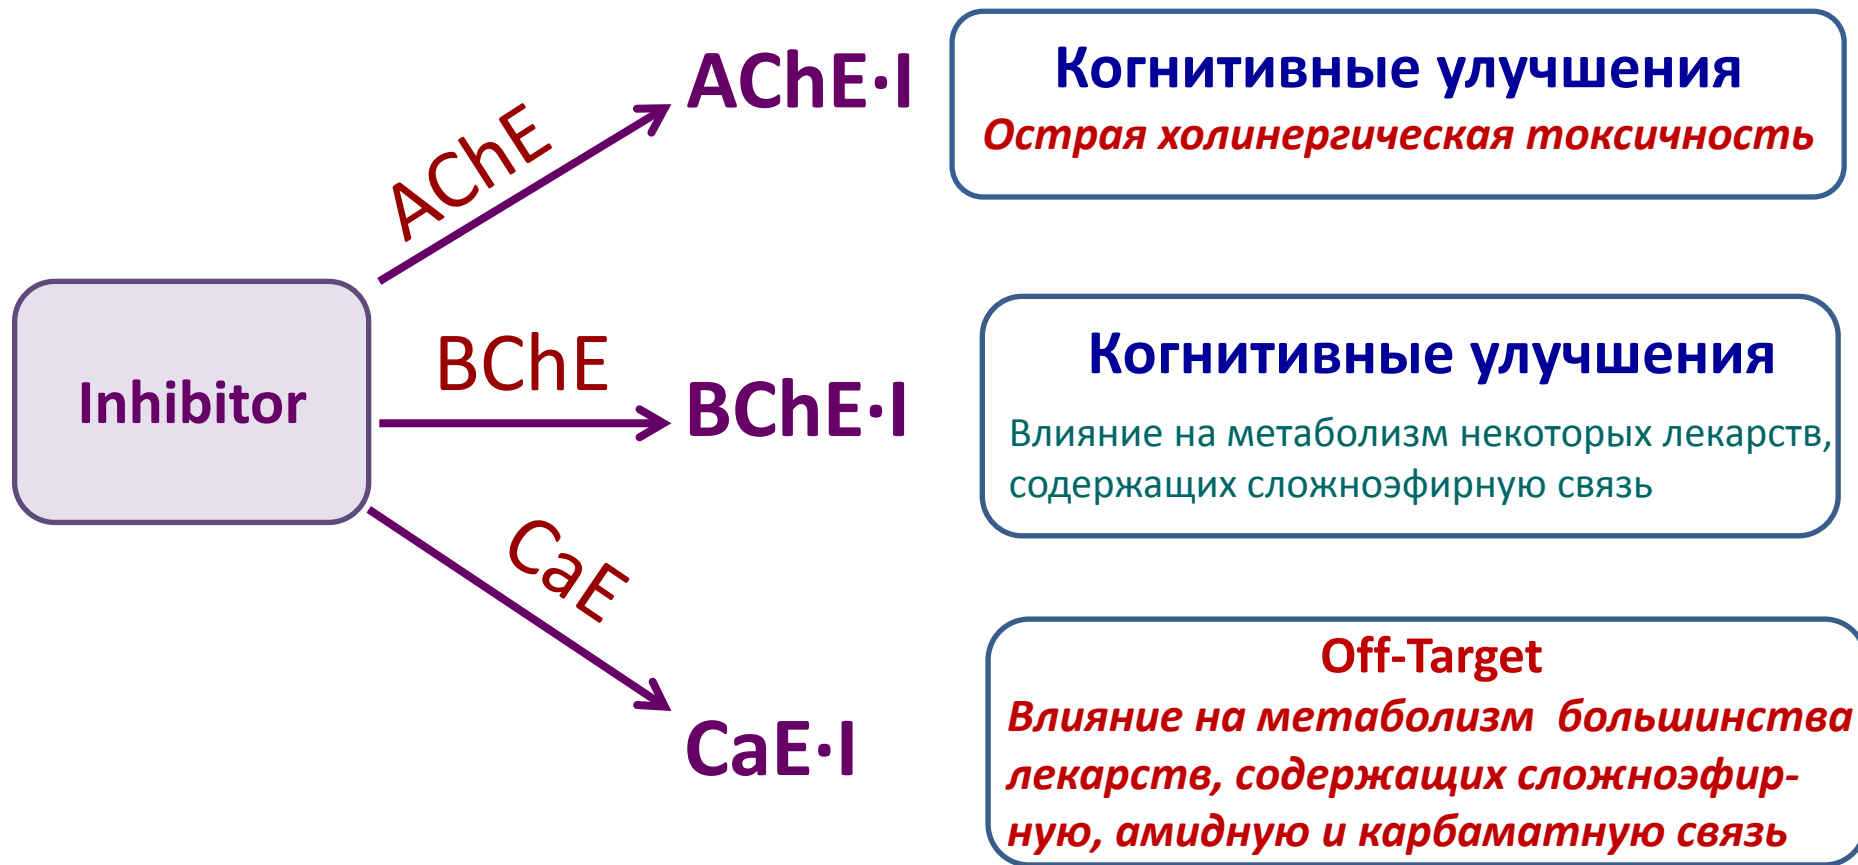 AChE
AChE·I
Когнитивные улучшения
Острая холинергическая токсичность
Inhibitor
BChE
BChE·I
Когнитивные улучшения
Влияние на метаболизм некоторых лекарств,
содержащих сложноэфирную связь
CaE
CaE·I
Off-Target
Влияние на метаболизм большинства
лекарств, содержащих сложноэфир-
ную, амидную и карбаматную связь